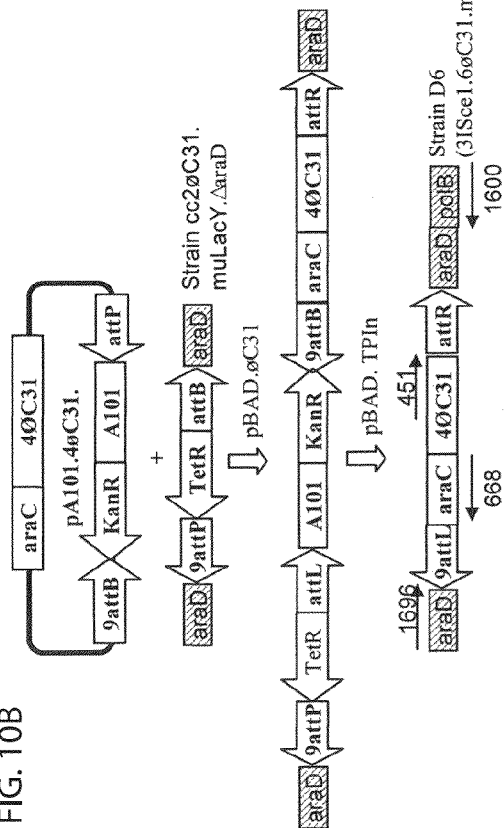 FIG. 10B
araC 4ØC31
pA101.4øC31.
9attB KanR A101 attP
+
araD 9attP TetR attB araD
Strain cc2øC31.
muLacY.ΔaraD
pBAD.øC31
araD 9attP TetR attL A101 KanR 9attB araC 4ØC31 attR araD
pBAD. TPIn
1696 451
araD 9attL araC 4ØC31 attR araD polB
Strain D6
(3ISce1.6øC31.m
668 1600